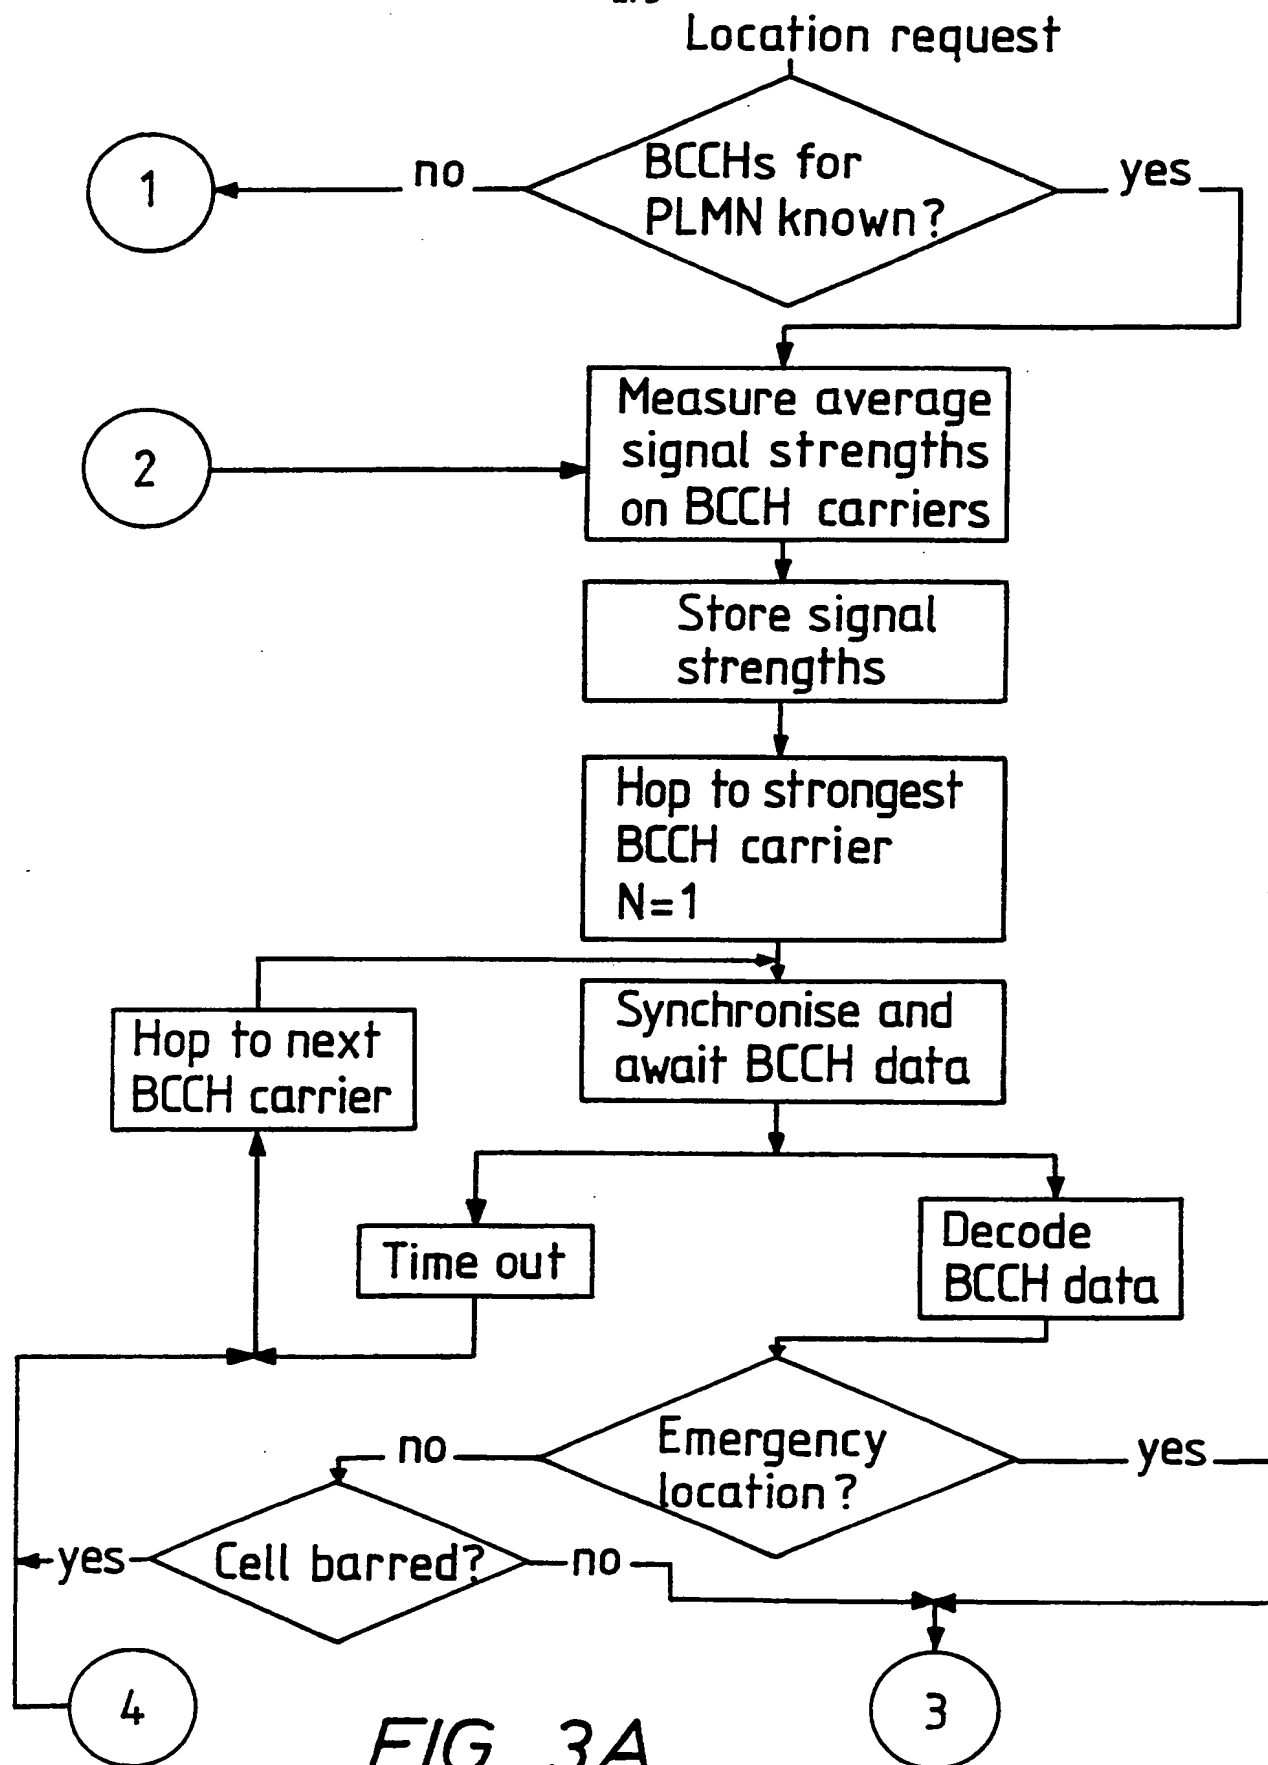 Location request
BCCHs for
PLMN known?
no
yes
1
Measure average
signal strengths
on BCCH carriers
2
Store signal
strengths
Hop to strongest
BCCH carrier
N=1
Synchronise and
await BCCH data
Hop to next
BCCH carrier
Time out
Decode
BCCH data
Emergency
location?
no
yes
Cell barred?
yes
no
4
3
FIG. 3A